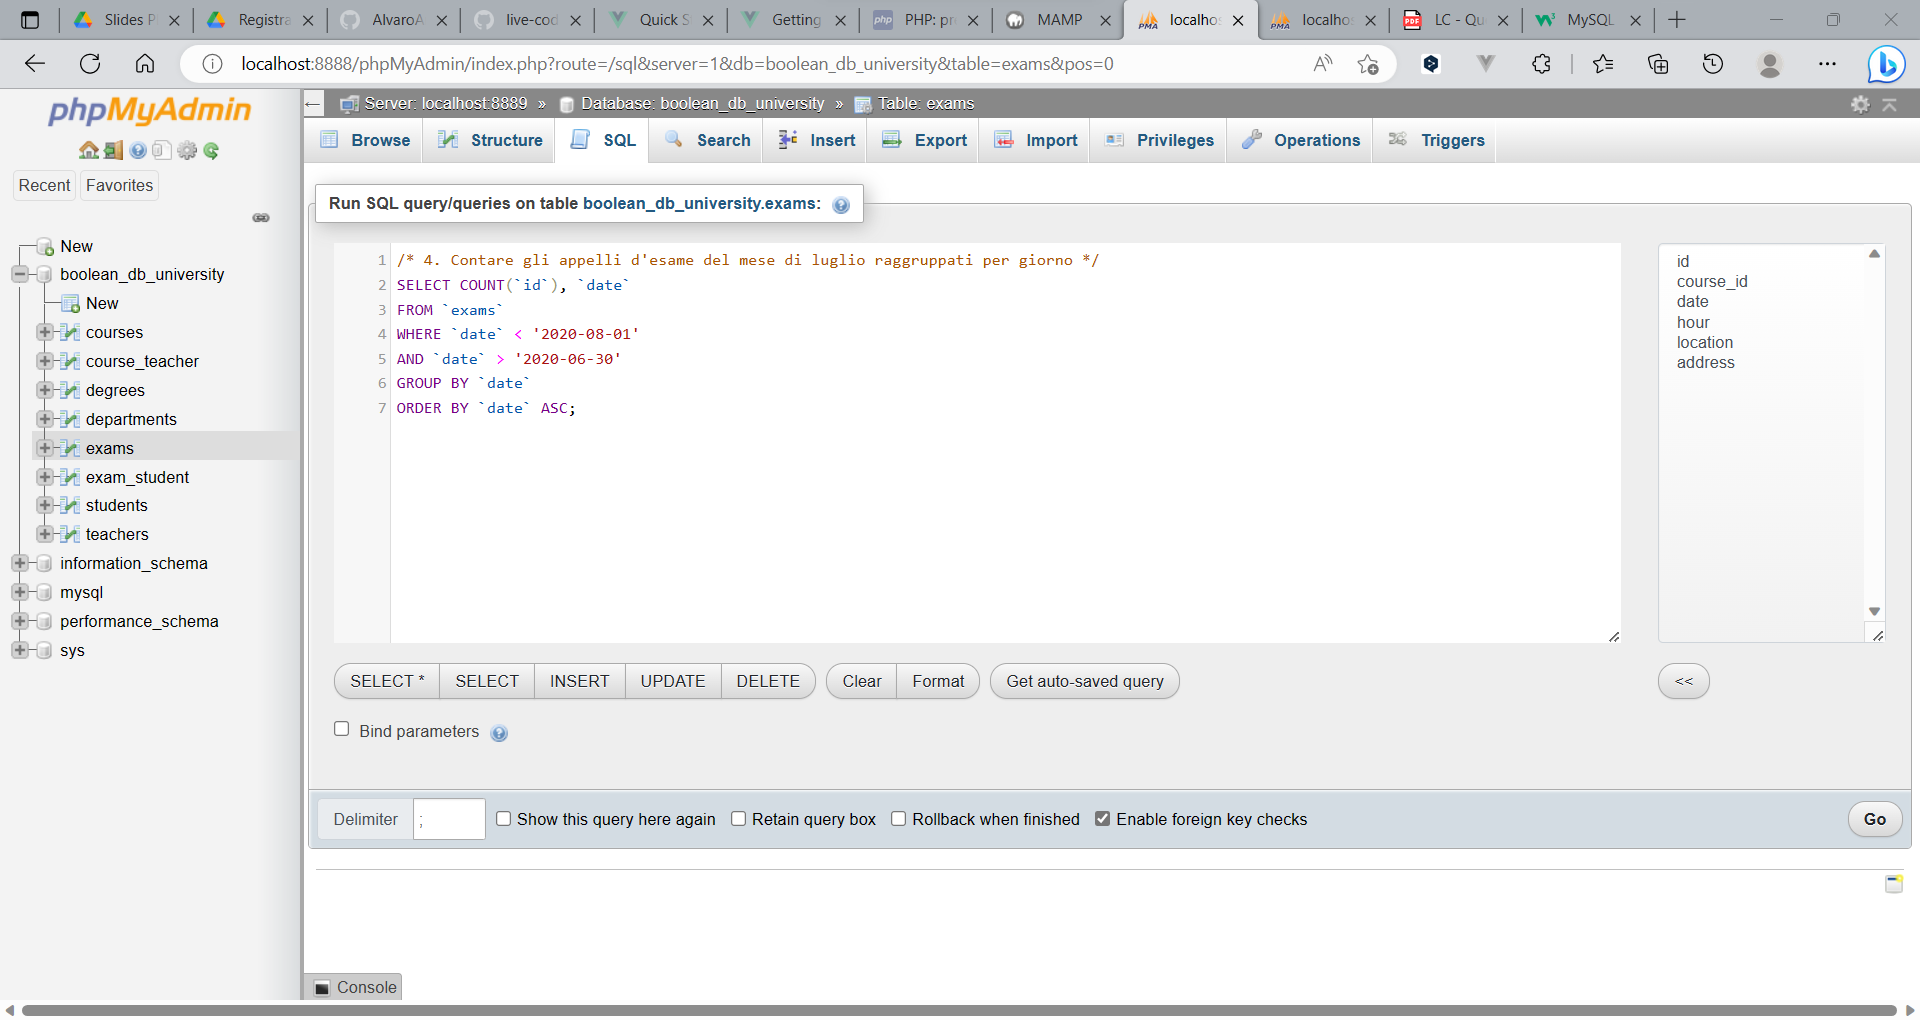 Slides P
Registra
AlvaroA
live-cod
Quick S
Getting
php PHP: pr
MAMP
PMA localhos
PMA localhos
PDF LC - Qu
MySQL
localhost:8888/phpMyAdmin/index.php?route=/sql&server=1&db=boolean_db_university&table=exams&pos=0
phpMyAdmin
Recent Favorites
New
boolean_db_university
New
courses
course_teacher
degrees
departments
exams
exam_student
students
teachers
information_schema
mysql
performance_schema
sys
Server: localhost:8889 » Database: boolean_db_university » Table: exams
Browse Structure SQL Search Insert Export Import Privileges Operations Triggers
Run SQL query/queries on table boolean_db_university.exams:
1 /* 4. Contare gli appelli d'esame del mese di luglio raggruppati per giorno */
2 SELECT COUNT(`id`), `date`
3 FROM `exams`
4 WHERE `date` < '2020-08-01'
5 AND `date` > '2020-06-30'
6 GROUP BY `date`
7 ORDER BY `date` ASC;
id
course_id
date
hour
location
address
SELECT * SELECT INSERT UPDATE DELETE Clear Format Get auto-saved query <<
Bind parameters
Delimiter ; Show this query here again Retain query box Rollback when finished Enable foreign key checks Go
Console